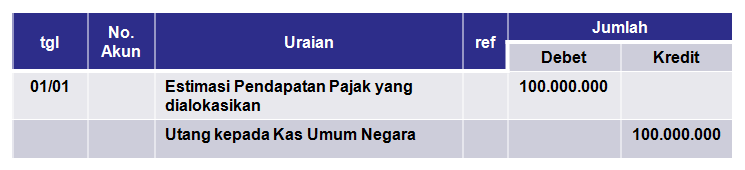 tgl No. Akun Uraian ref Jumlah
Debet Kredit
01/01 Estimasi Pendapatan Pajak yang dialokasikan 100.000.000
Utang kepada Kas Umum Negara 100.000.000